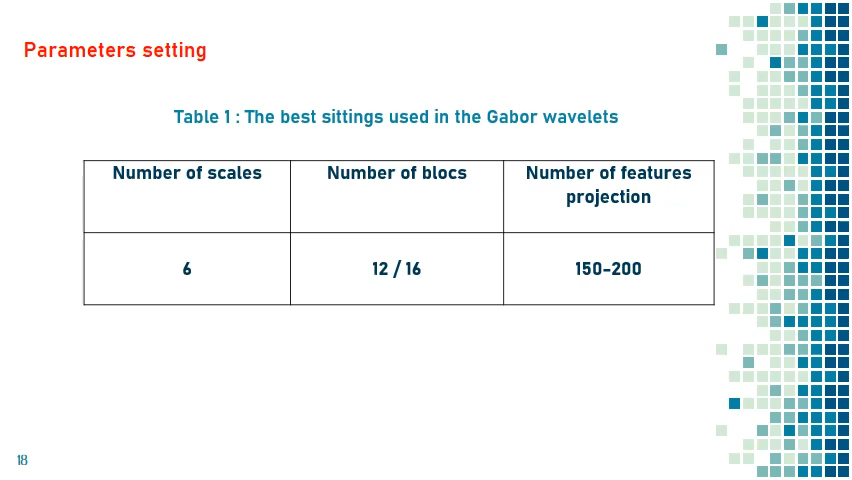 Parameters setting
Table 1 : The best sittings used in the Gabor wavelets
Number of scales
Number of blocs
Number of features
projection
6
12 / 16
150-200
18